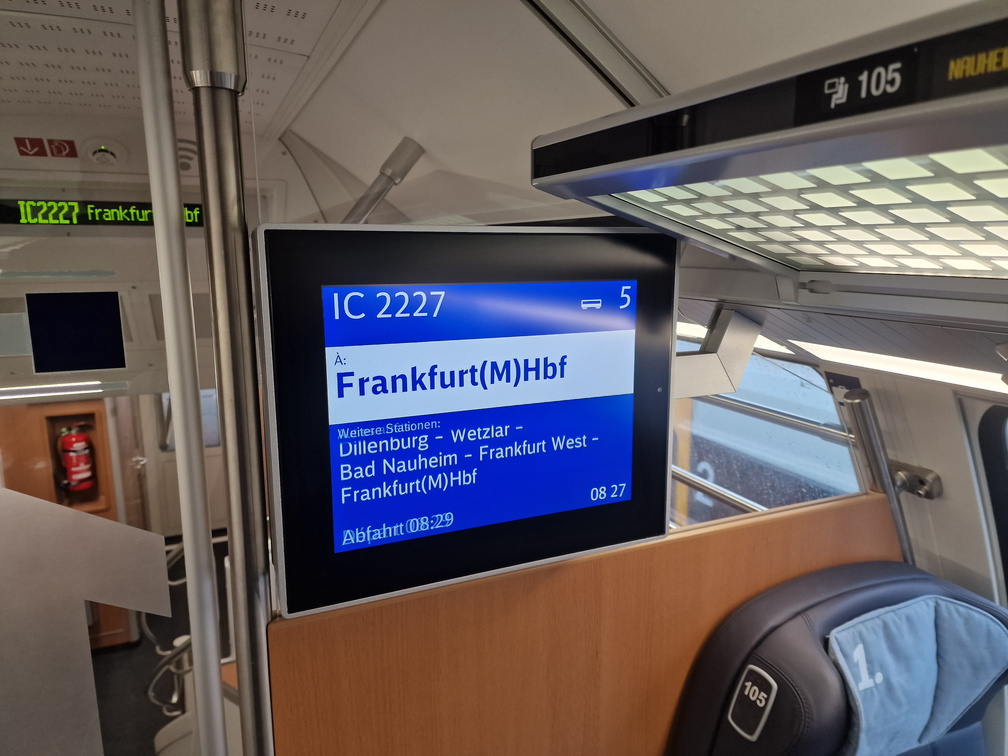 105
NAUHEI
IC2227 Frankfurt Hbf
IC 2227
5
À:
Frankfurt(M)Hbf
Weitere Stationen:
Dillenburg - Wetzlar -
Bad Nauheim - Frankfurt West -
Frankfurt(M)Hbf
08 27
Abfahrt 08:29
2
1.
105